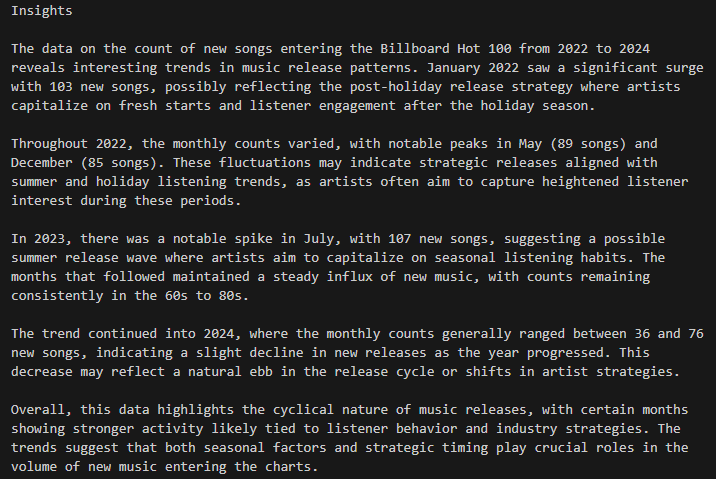 Insights
The data on the count of new songs entering the Billboard Hot 100 from 2022 to 2024
reveals interesting trends in music release patterns. January 2022 saw a significant surge
with 103 new songs, possibly reflecting the post-holiday release strategy where artists
capitalize on fresh starts and listener engagement after the holiday season.
Throughout 2022, the monthly counts varied, with notable peaks in May (89 songs) and
December (85 songs). These fluctuations may indicate strategic releases aligned with
summer and holiday listening trends, as artists often aim to capture heightened listener
interest during these periods.
In 2023, there was a notable spike in July, with 107 new songs, suggesting a possible
summer release wave where artists aim to capitalize on seasonal listening habits. The
months that followed maintained a steady influx of new music, with counts remaining
consistently in the 60s to 80s.
The trend continued into 2024, where the monthly counts generally ranged between 36 and 76
new songs, indicating a slight decline in new releases as the year progressed. This
decrease may reflect a natural ebb in the release cycle or shifts in artist strategies.
Overall, this data highlights the cyclical nature of music releases, with certain months
showing stronger activity likely tied to listener behavior and industry strategies. The
trends suggest that both seasonal factors and strategic timing play crucial roles in the
volume of new music entering the charts.